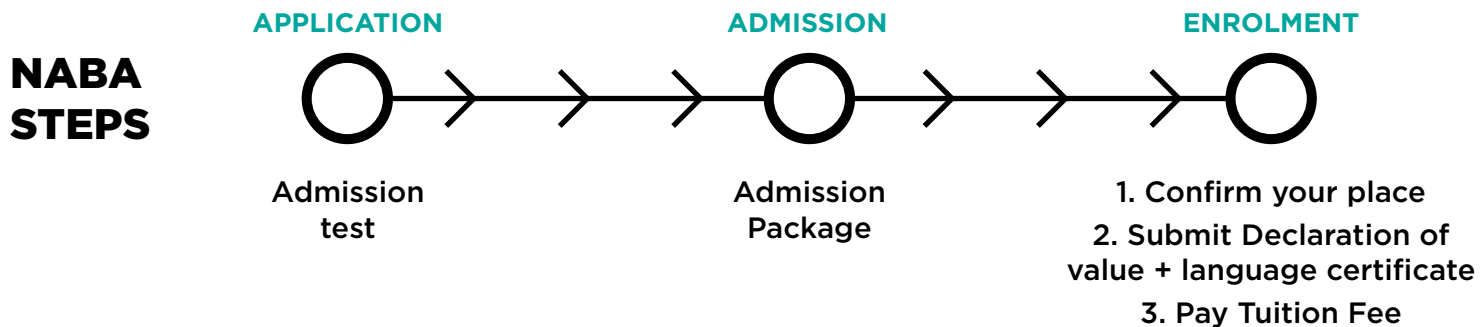 NABA
STEPS
APPLICATION
Admission
test
ADMISSION
Admission
Package
ENROLMENT
1. Confirm your place
2. Submit Declaration of
value + language certificate
3. Pay Tuition Fee